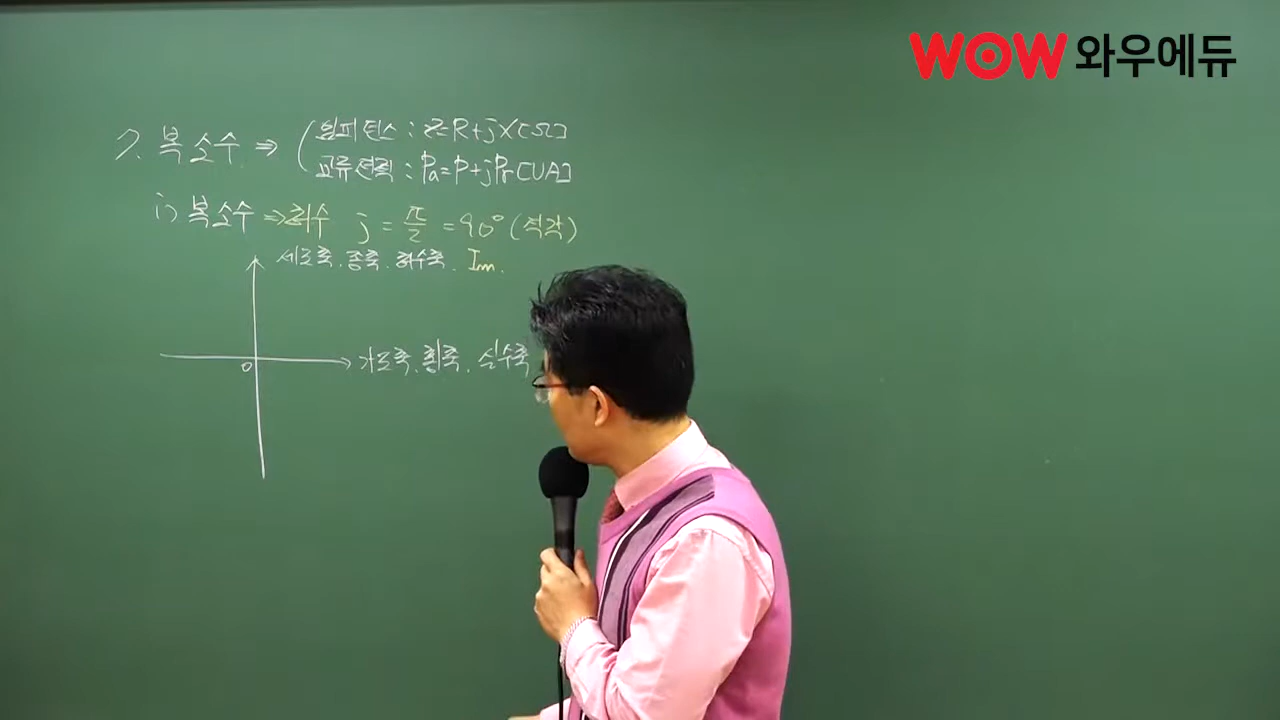 WOW 와우에듀
7. 복소수 ⇒ ( 임피던스 : Z=R+jX[Ω]
교류전력 : Pa=P+jPr[VA]
i) 복소수 ⇒ 허수 j = π/2 = 90° (직각)
세로축. 종축. 허수축. Im.
0 가로축. 횡축. 실수축